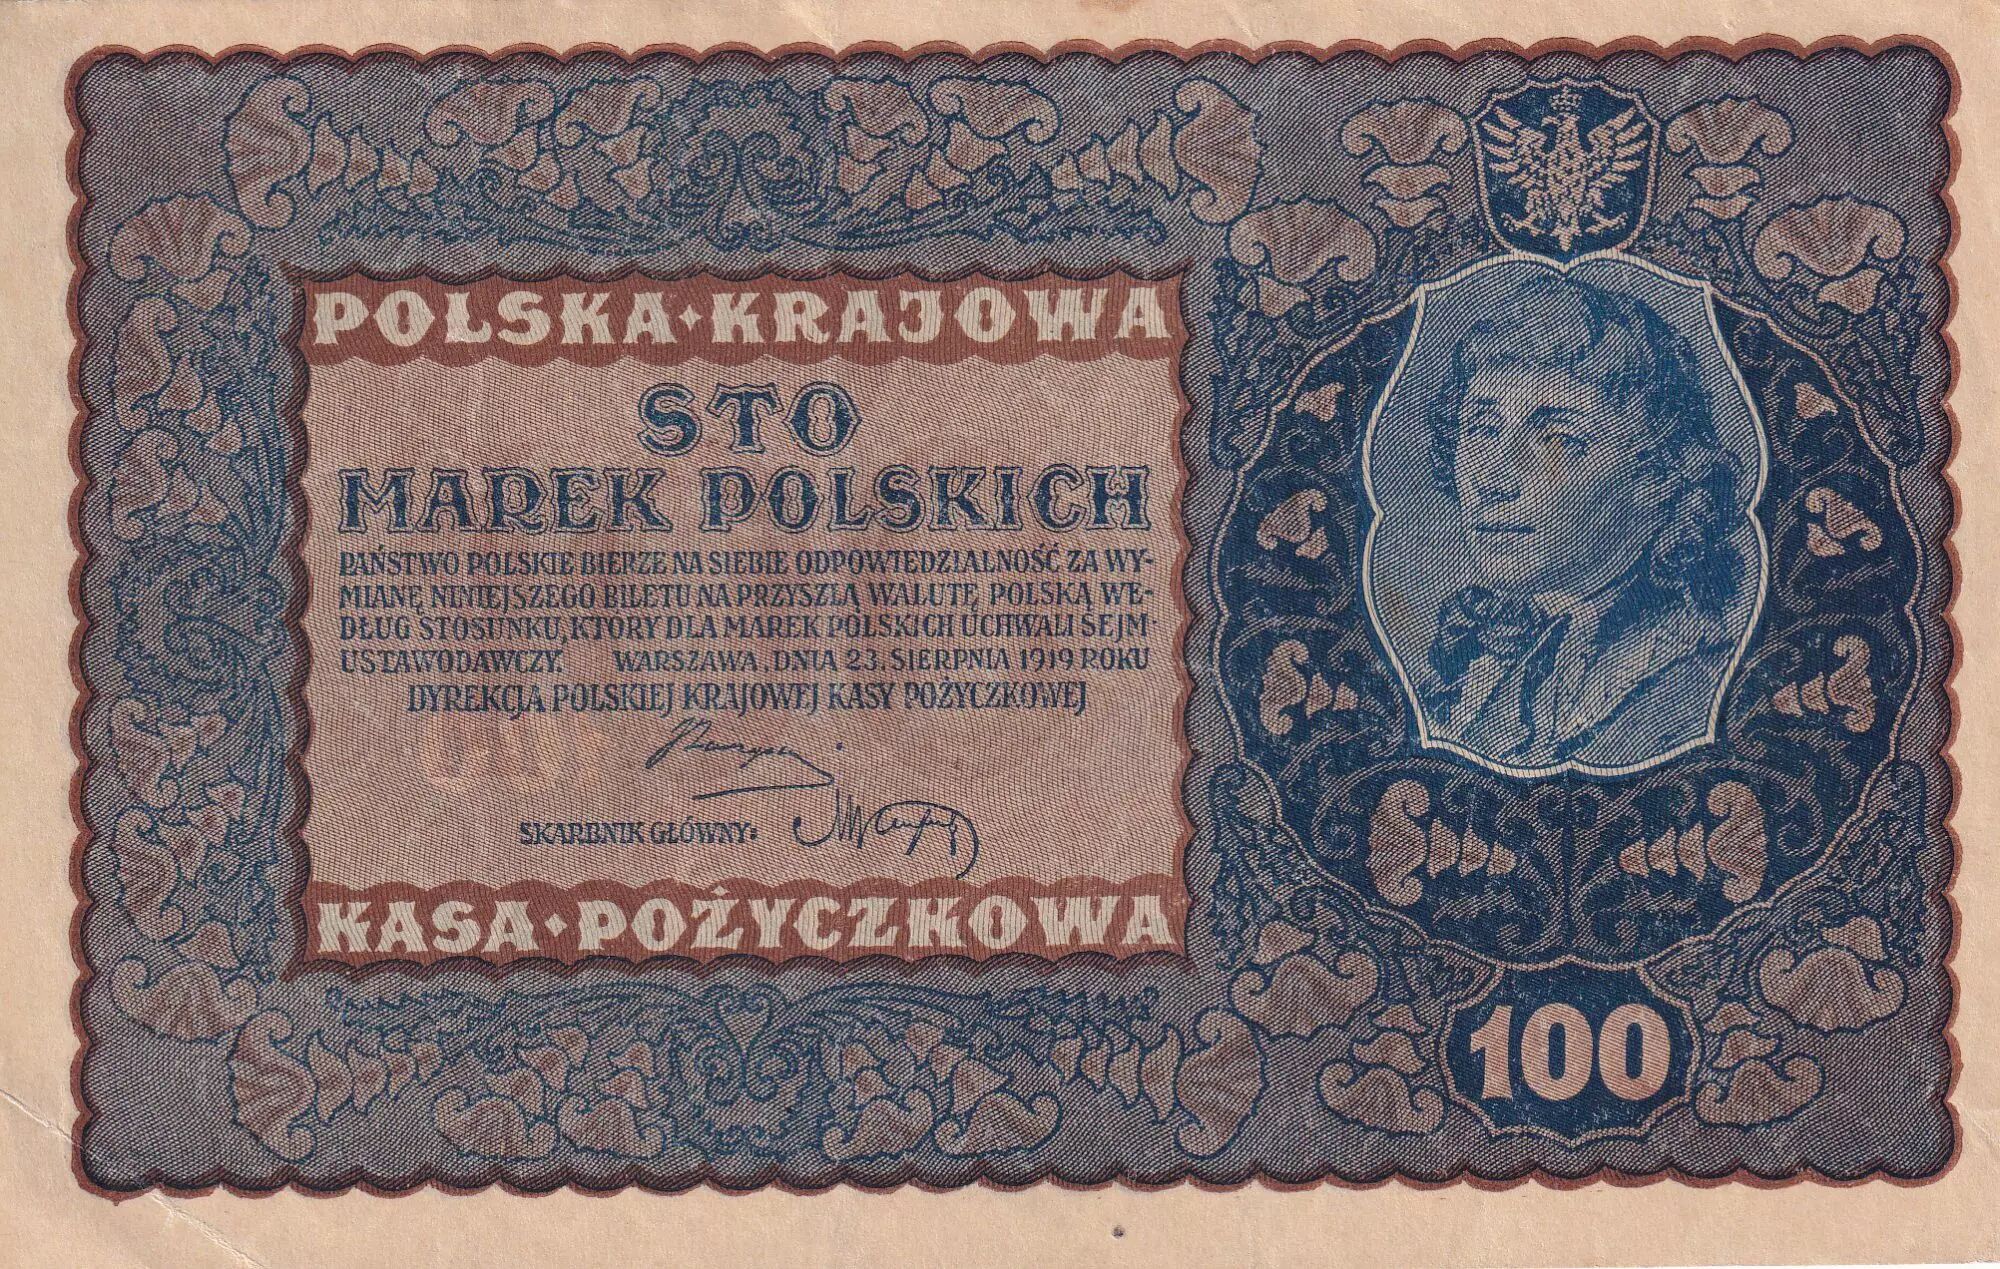 POLSKA • KRAJOWA
STO
MAREK POLSKICH
PAŃSTWO POLSKIE BIERZE NA SIEBIE ODPOWIEDZIALNOŚĆ ZA WY-
MIANĘ NINIEJSZEGO BILETU NA PRZYSZŁĄ WALUTĘ POLSKĄ WE-
DŁUG STOSUNKU, KTÓRY DLA MAREK POLSKICH UCHWALI SEJM
USTAWODAWCZY. WARSZAWA, DNIA 23. SIERPNIA 1919 ROKU
DYREKCJA POLSKIEJ KRAJOWEJ KASY POŻYCZKOWEJ
SKARBNIK GŁÓWNY:
KASA • POŻYCZKOWA
100